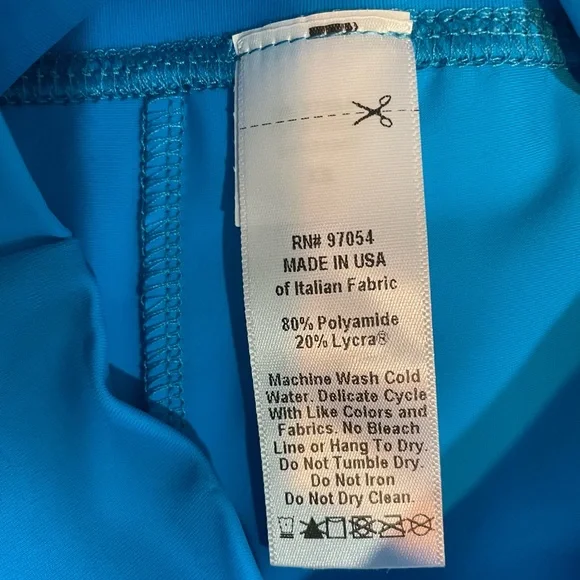 RN# 97054
MADE IN USA
of Italian Fabric
80% Polyamide
20% Lycra®
Machine Wash Cold
Water. Delicate Cycle
With Like Colors and
Fabrics. No Bleach
Line or Hang To Dry.
Do Not Tumble Dry.
Do Not Iron
Do Not Dry Clean.